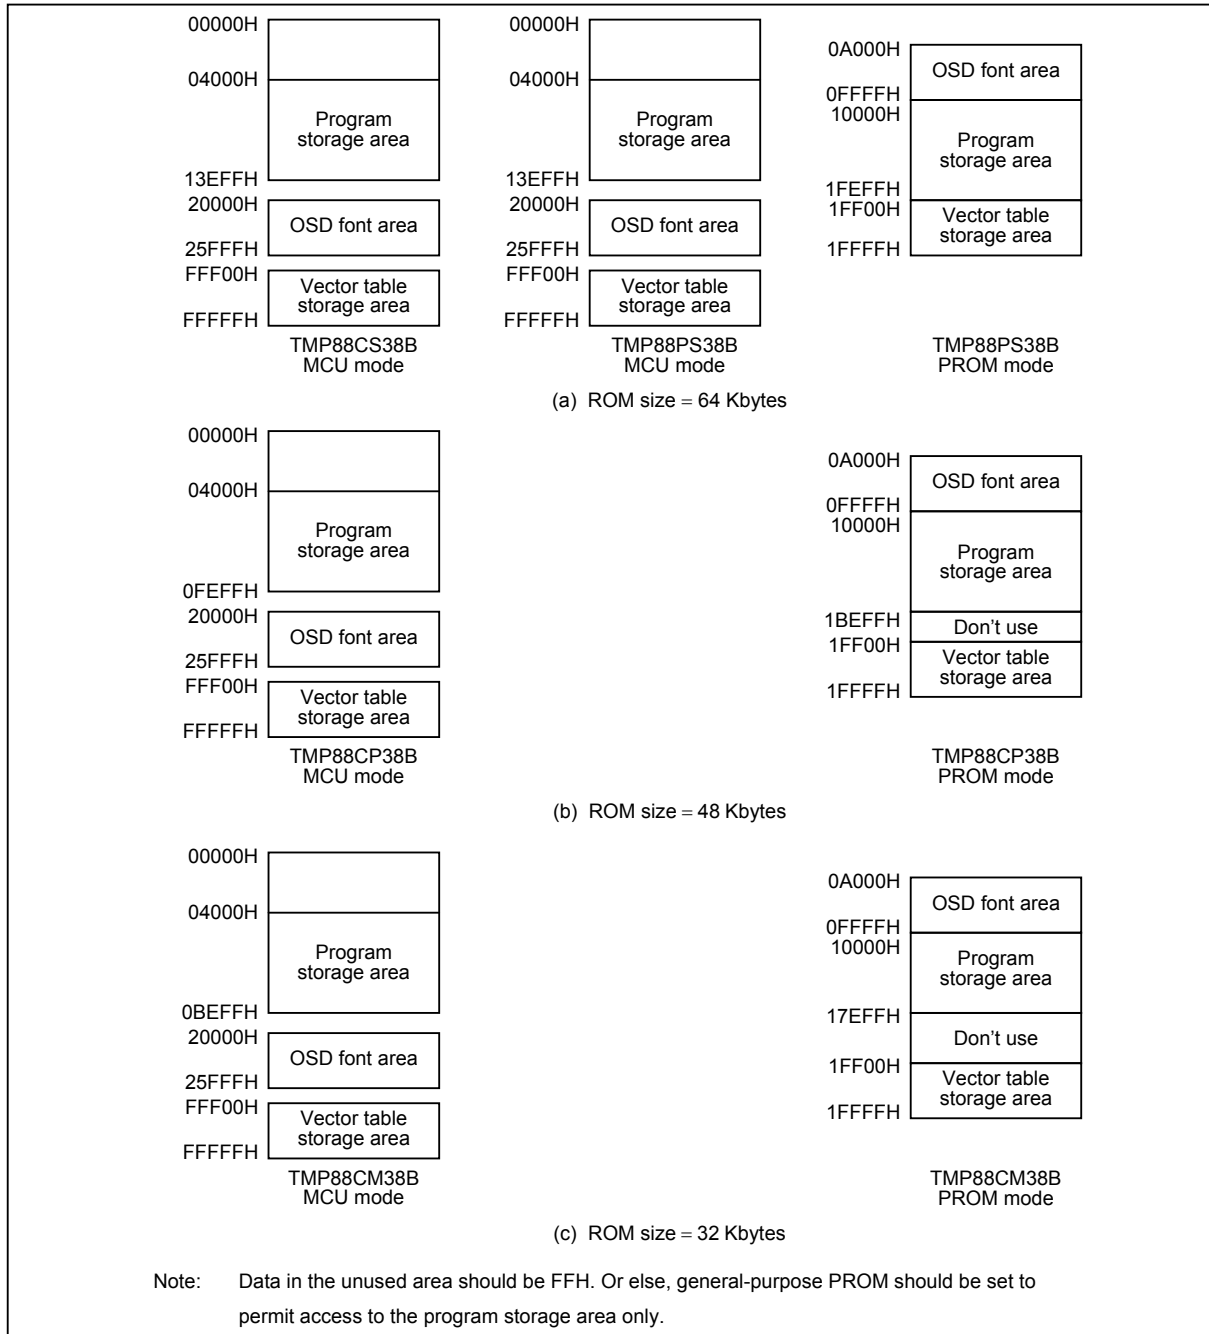 00000H
04000H
Program
storage area
13EFFH
20000H
OSD font area
25FFFH
FFF00H
Vector table
storage area
FFFFFH
TMP88CS38B
MCU mode
00000H
04000H
Program
storage area
13EFFH
20000H
OSD font area
25FFFH
FFF00H
Vector table
storage area
FFFFFH
TMP88PS38B
MCU mode
0A000H
OSD font area
0FFFFH
10000H
Program
storage area
1FEFFH
1FF00H
Vector table
storage area
1FFFFH
TMP88PS38B
PROM mode
(a) ROM size = 64 Kbytes
00000H
04000H
Program
storage area
0FEFFH
20000H
OSD font area
25FFFH
FFF00H
Vector table
storage area
FFFFFH
TMP88CP38B
MCU mode
0A000H
OSD font area
0FFFFH
10000H
Program
storage area
1BEFFH
Don't use
1FF00H
Vector table
storage area
1FFFFH
TMP88CP38B
PROM mode
(b) ROM size = 48 Kbytes
00000H
04000H
Program
storage area
0BEFFH
20000H
OSD font area
25FFFH
FFF00H
Vector table
storage area
FFFFFH
TMP88CM38B
MCU mode
0A000H
OSD font area
0FFFFH
10000H
Program
storage area
17EFFH
Don't use
1FF00H
Vector table
storage area
1FFFFH
TMP88CM38B
PROM mode
(c) ROM size = 32 Kbytes
Note: Data in the unused area should be FFH. Or else, general-purpose PROM should be set to
permit access to the program storage area only.